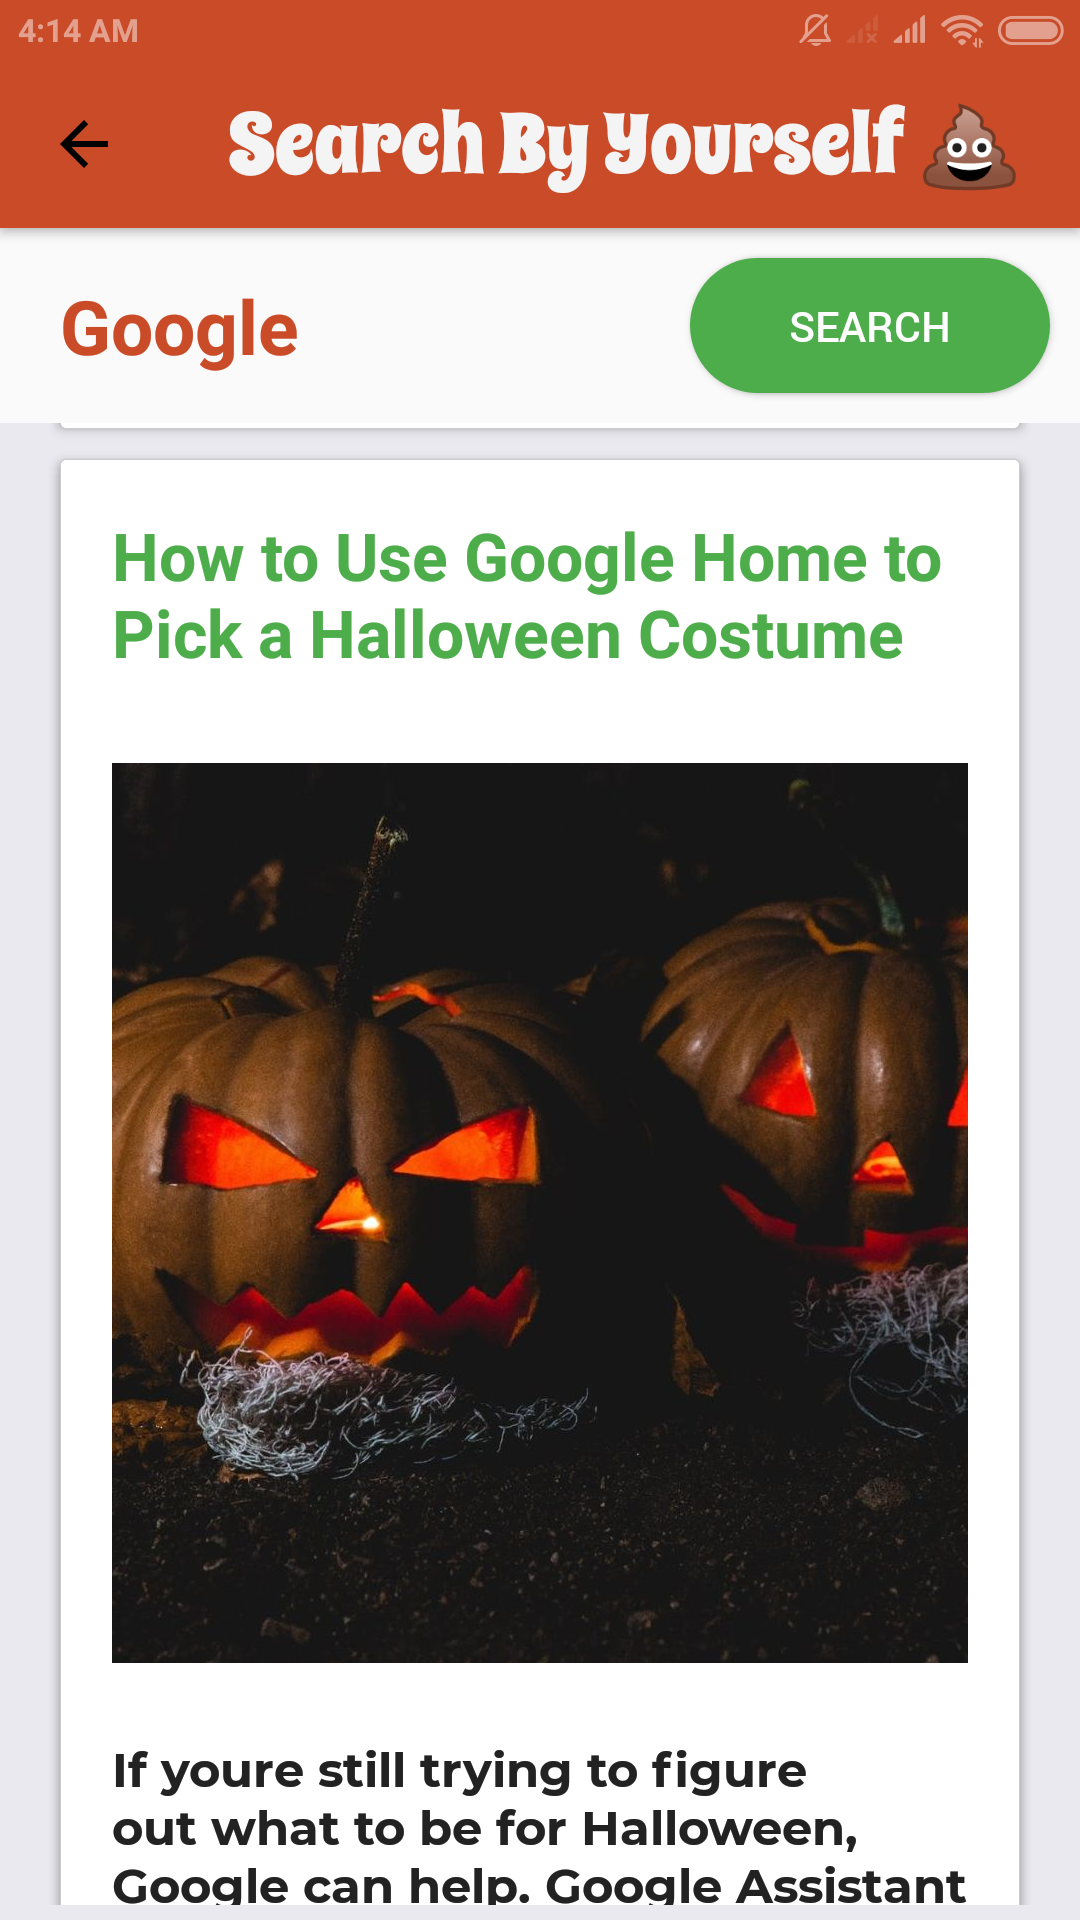 4:14 AM
Search By Yourself 💩
Google
SEARCH
How to Use Google Home to
Pick a Halloween Costume
If youre still trying to figure
out what to be for Halloween,
Google can help. Google Assistant